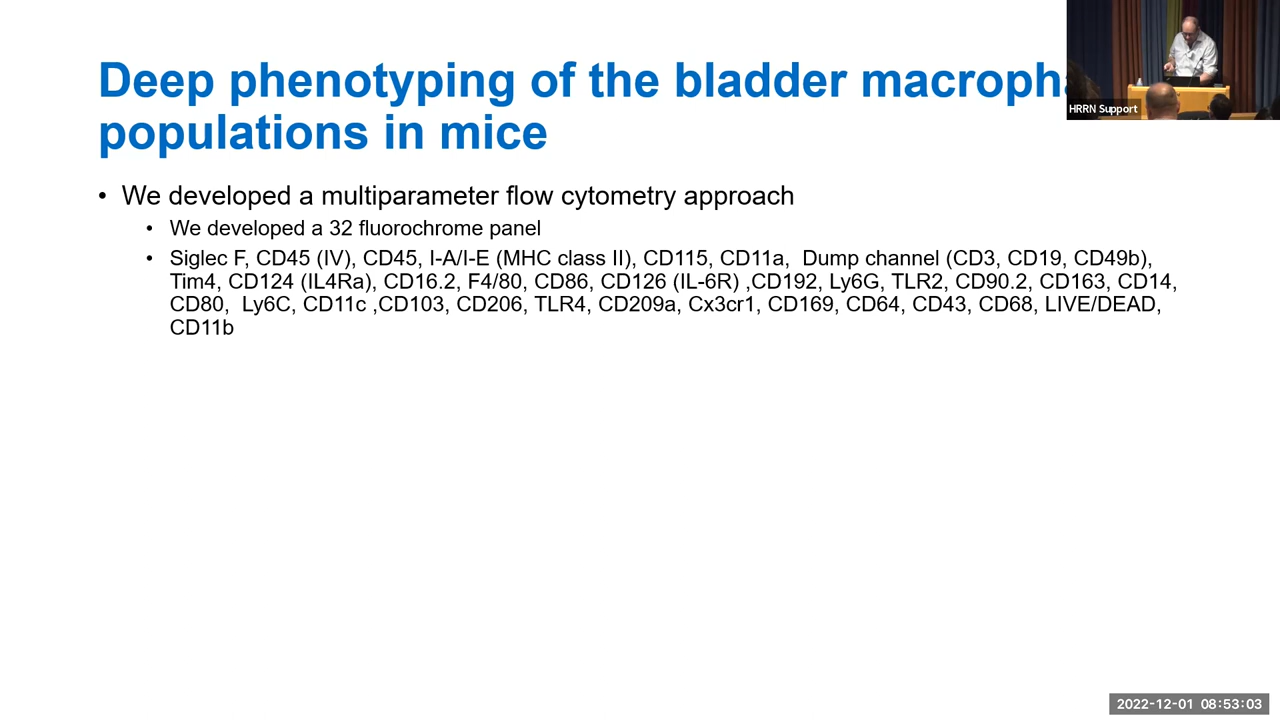 Deep phenotyping of the bladder
populations in mice
• We developed a multiparameter flow cytometry approach
• We developed a 32 fluorochrome panel
• Siglec F, CD45 (IV), CD45, I-A/I-E (MHC class II), CD115, CD11a,  Dump channel (CD3, CD19, CD49b),
Tim4, CD124 (IL4Ra), CD16.2, F4/80, CD86, CD126 (IL-6R) ,CD192, Ly6G, TLR2, CD90.2, CD163, CD14,
CD80,  Ly6C, CD11c ,CD103, CD206, TLR4, CD209a, Cx3cr1, CD169, CD64, CD43, CD68, LIVE/DEAD,
CD11b
HRRN Support
2022-12-01 08:53:03